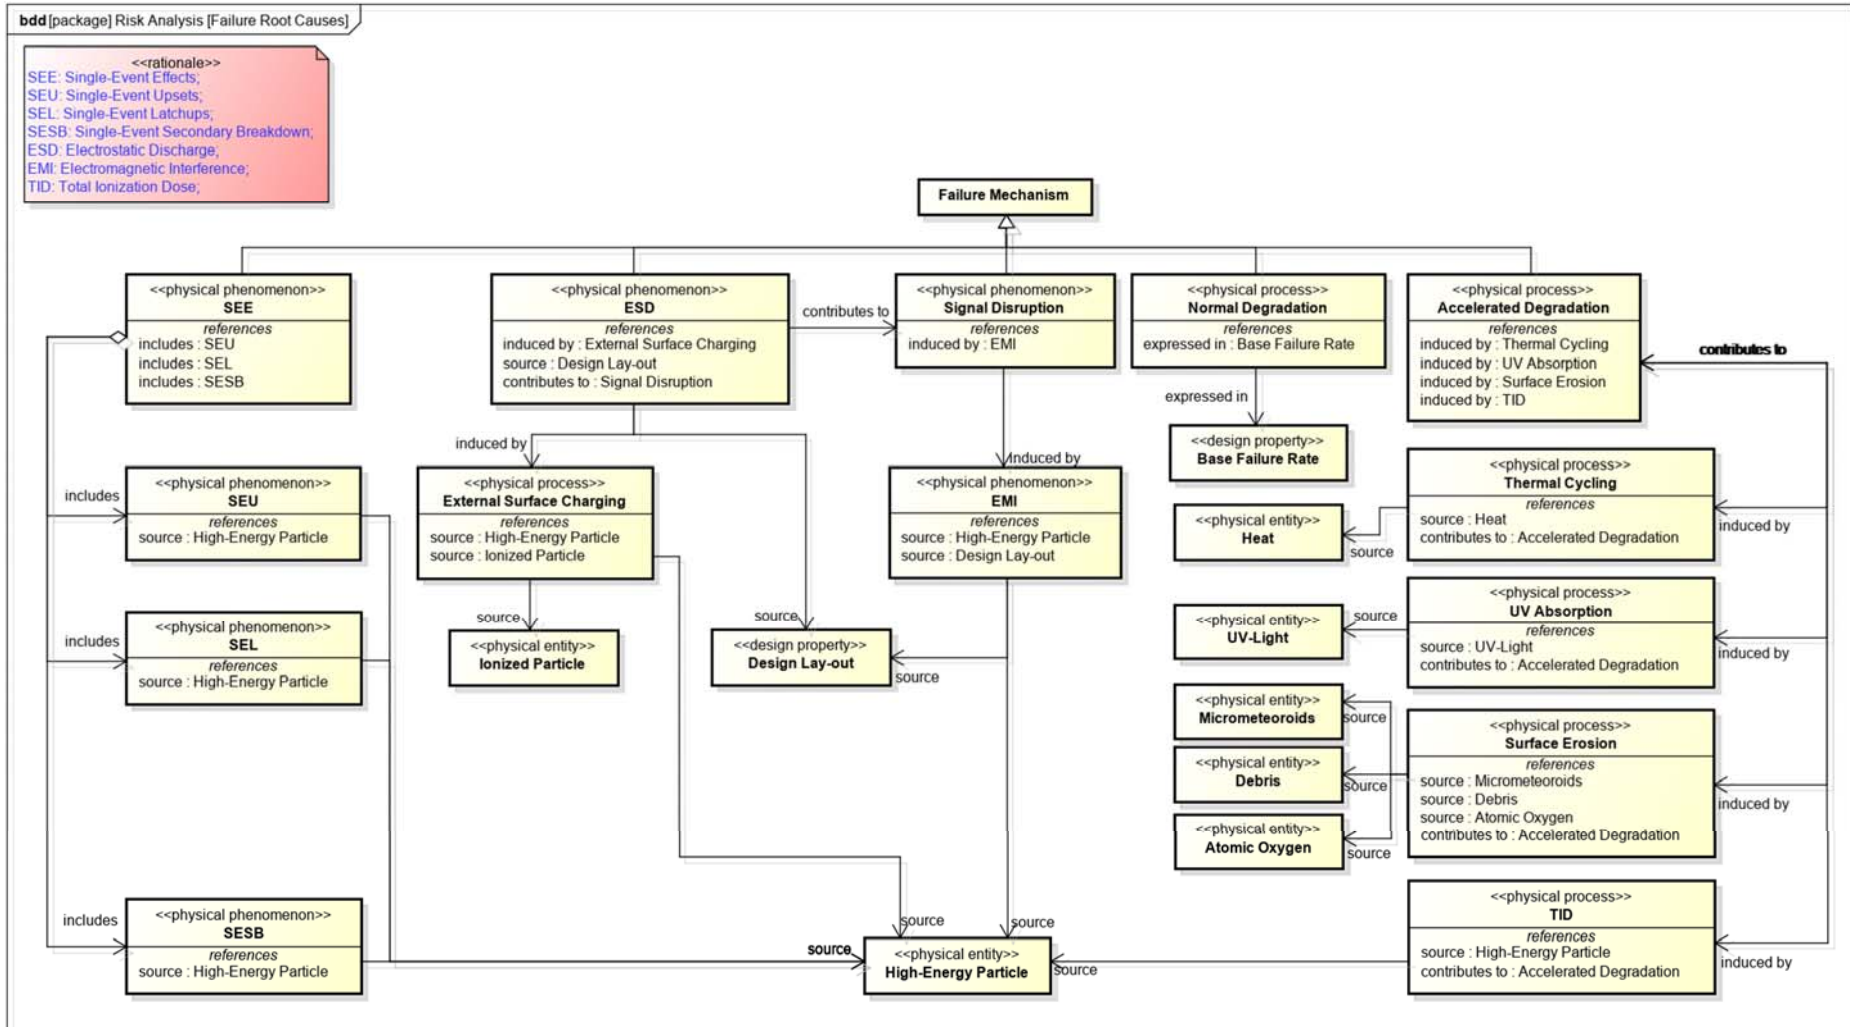 bdd [package] Risk Analysis [Failure Root Causes]
<<rationale>>
SEE: Single-Event Effects;
SEU: Single-Event Upsets;
SEL: Single-Event Latchups;
SESB: Single-Event Secondary Breakdown;
ESD: Electrostatic Discharge;
EMI: Electromagnetic Interference;
TID: Total Ionization Dose;
Failure Mechanism
<<physical phenomenon>>
SEE
references
includes : SEU
includes : SEL
includes : SESB
<<physical phenomenon>>
ESD
references
induced by : External Surface Charging
source : Design Lay-out
contributes to : Signal Disruption
contributes to
<<physical phenomenon>>
Signal Disruption
references
induced by : EMI
<<physical process>>
Normal Degradation
references
expressed in : Base Failure Rate
<<physical process>>
Accelerated Degradation
references
induced by : Thermal Cycling
induced by : UV Absorption
induced by : Surface Erosion
induced by : TID
contributes to
expressed in
<<design property>>
Base Failure Rate
includes
<<physical phenomenon>>
SEU
references
source : High-Energy Particle
induced by
<<physical process>>
External Surface Charging
references
source : High-Energy Particle
source : Ionized Particle
induced by
<<physical phenomenon>>
EMI
references
source : High-Energy Particle
source : Design Lay-out
<<physical entity>>
Heat
source
<<physical process>>
Thermal Cycling
references
source : Heat
contributes to : Accelerated Degradation
induced by
includes
<<physical phenomenon>>
SEL
references
source : High-Energy Particle
source
<<physical entity>>
Ionized Particle
source
<<design property>>
Design Lay-out
source
<<physical entity>>
UV-Light
source
<<physical process>>
UV Absorption
references
source : UV-Light
contributes to : Accelerated Degradation
induced by
<<physical entity>>
Micrometeoroids
source
<<physical entity>>
Debris
source
<<physical entity>>
Atomic Oxygen
source
<<physical process>>
Surface Erosion
references
source : Micrometeoroids
source : Debris
source : Atomic Oxygen
contributes to : Accelerated Degradation
induced by
includes
<<physical phenomenon>>
SESB
references
source : High-Energy Particle
source
source
source
<<physical entity>>
High-Energy Particle
source
<<physical process>>
TID
references
source : High-Energy Particle
contributes to : Accelerated Degradation
induced by